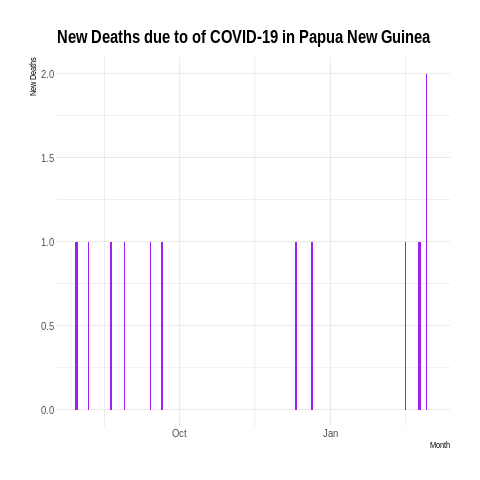 New Deaths due to of COVID-19 in Papua New Guinea
New Deaths
2.0
1.5
1.0
0.5
0.0
Oct Jan
Month